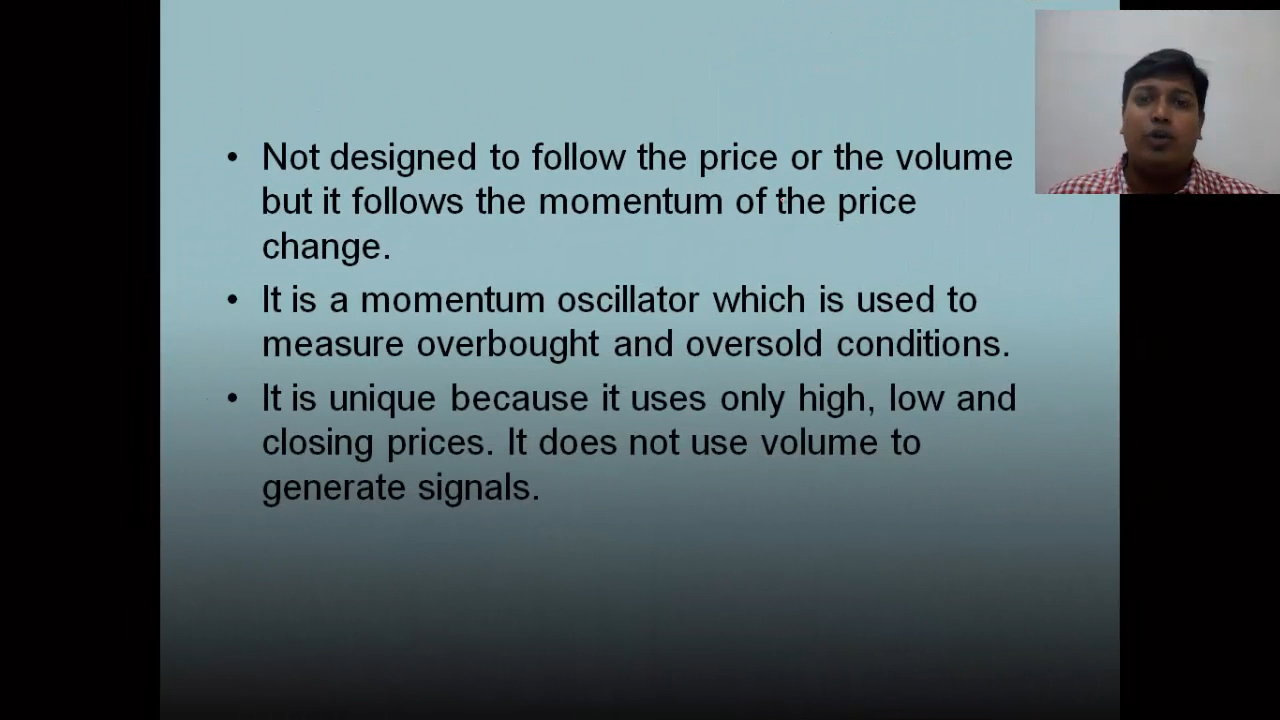 • Not designed to follow the price or the volume
but it follows the momentum of the price
change.
• It is a momentum oscillator which is used to
measure overbought and oversold conditions.
• It is unique because it uses only high, low and
closing prices. It does not use volume to
generate signals.